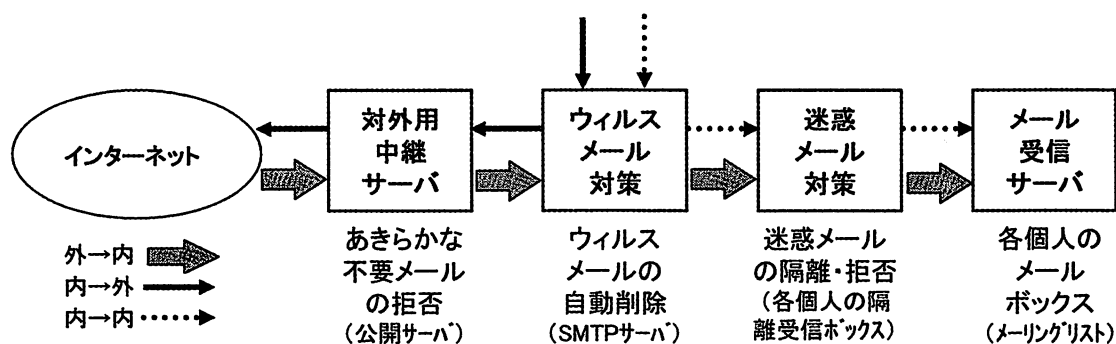 インターネット
対外用
中継
サーバ
ウィルス
メール
対策
迷惑
メール
対策
メール
受信
サーバ
あきらかな
不要メール
の拒否
(公開サーバ)
ウィルス
メールの
自動削除
(SMTPサーバ)
迷惑メール
の隔離・拒否
(各個人の隔
離受信ボックス)
各個人の
メール
ボックス
(メーリングリスト)
外→内
内→外
内→内